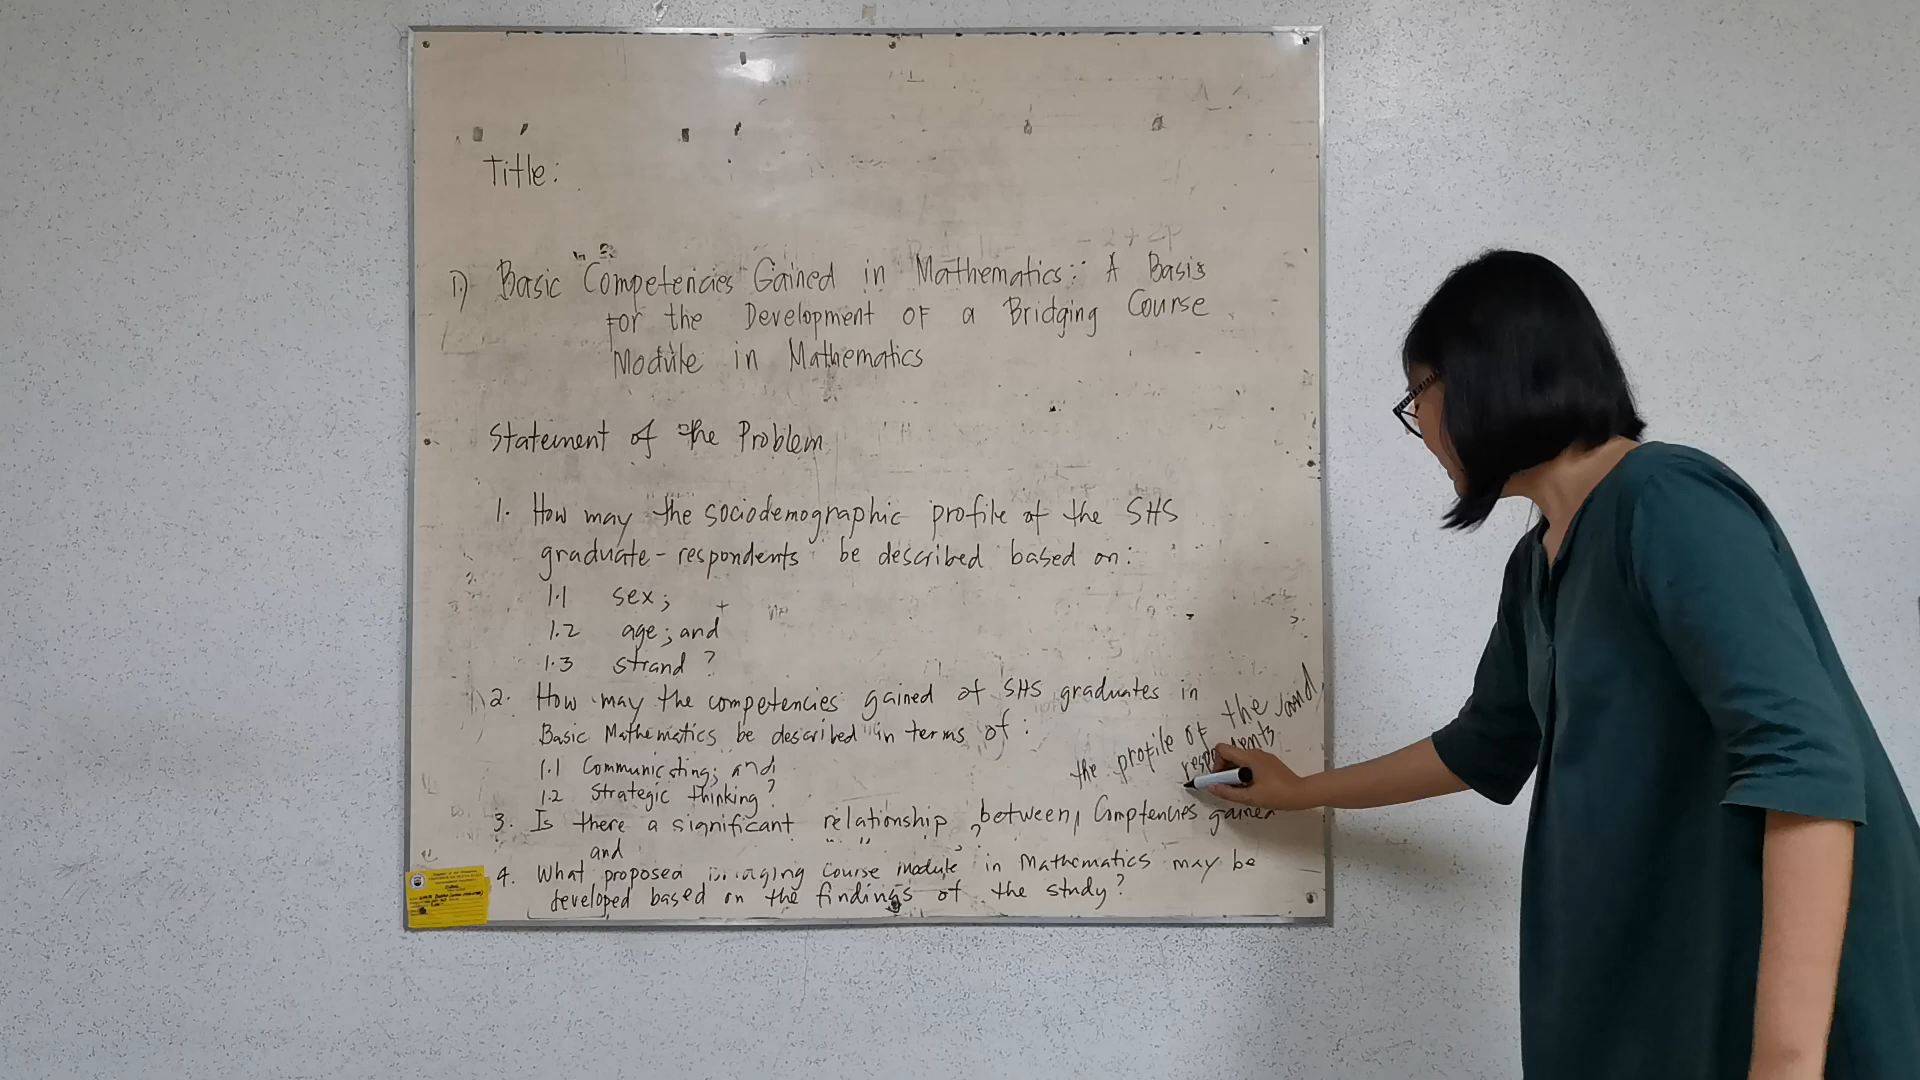 Title:
1) Basic "Competencies" Gained in Mathematics: A Basis
for the Development of a Bridging Course
Module in Mathematics
Statement of the Problem
1. How may the sociodemographic profile of the SHS
graduate-respondents be described based on:
1.1 sex;
1.2 age; and
1.3 strand?
2. How may the competencies gained of SHS graduates in
Basic Mathematics be described in terms of:
1.1 Communicating; and
1.2 Strategic Thinking?
the profile of the and
respondents
3. Is there a significant relationship between, Comptencies gained
and
4. What proposed course module in Mathematics may be
developed based on the findings of the study?